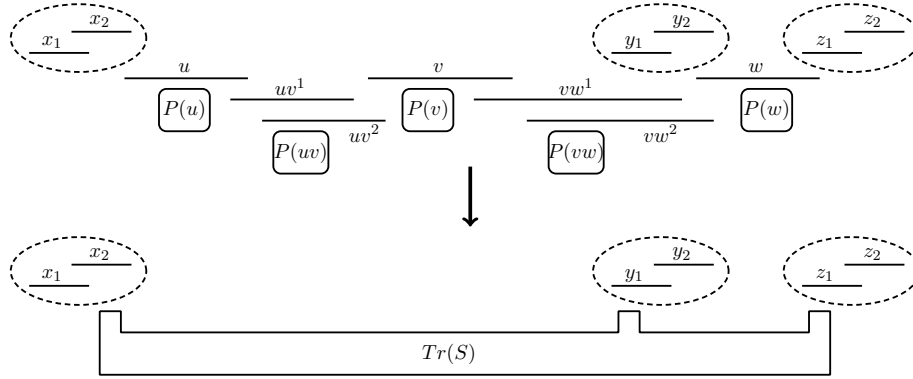 x₂ y₂ z₂
x₁ y₁ z₁
u v w
uv¹ vw¹
P(u) P(v) P(w)
uv² vw²
P(uv) P(vw)
x₂ y₂ z₂
x₁ y₁ z₁
Tr(S)